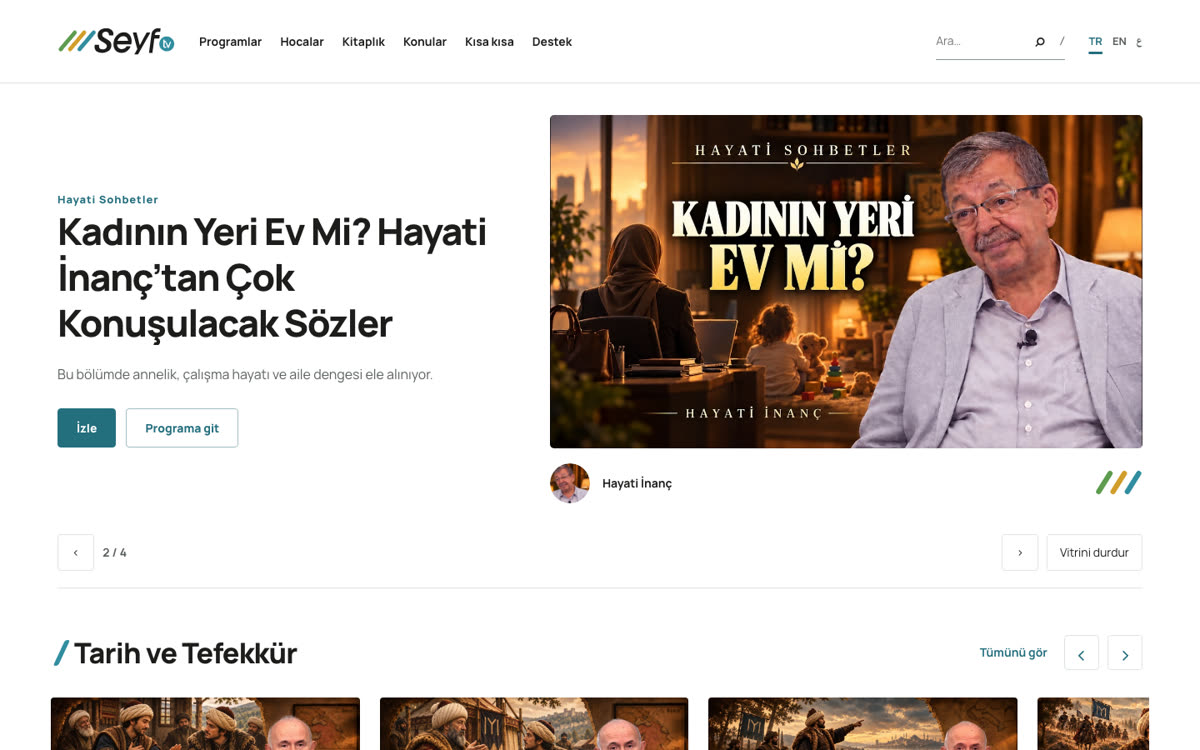 Seyf tv
Programlar
Hocalar
Kitaplık
Konular
Kısa kısa
Destek
Ara...
/
TR
EN
ع
Hayati Sohbetler
Kadının Yeri Ev Mi? Hayati
İnanç’tan Çok
Konuşulacak Sözler
Bu bölümde annelik, çalışma hayatı ve aile dengesi ele alınıyor.
İzle
Programa git
HAYATİ SOHBETLER
KADININ YERİ
EV Mİ?
HAYATİ İNANÇ
Hayati İnanç
‹
2 / 4
›
Vitrini durdur
Tarih ve Tefekkür
Tümünü gör